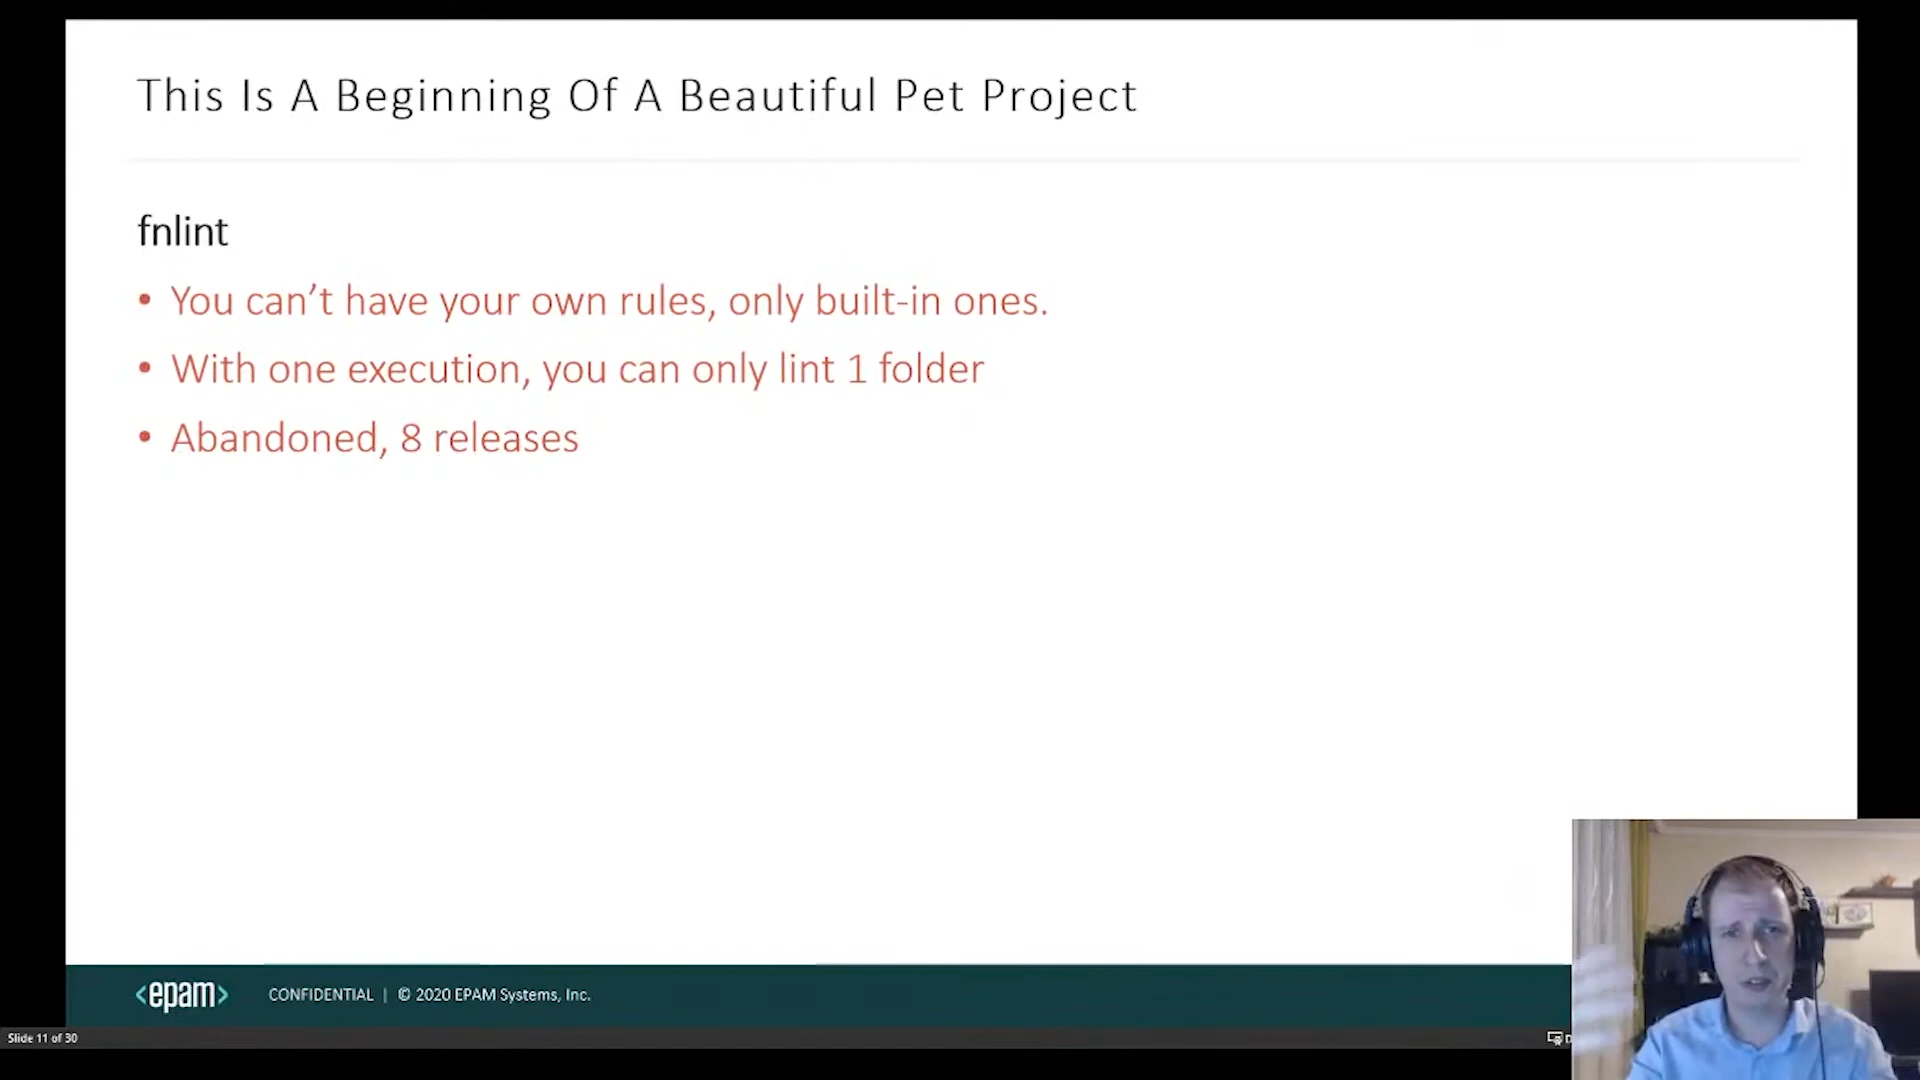 This Is A Beginning Of A Beautiful Pet Project
fnlint
• You can’t have your own rules, only built-in ones.
• With one execution, you can only lint 1 folder
• Abandoned, 8 releases
<epam> CONFIDENTIAL | © 2020 EPAM Systems, Inc.
Slide 11 of 30